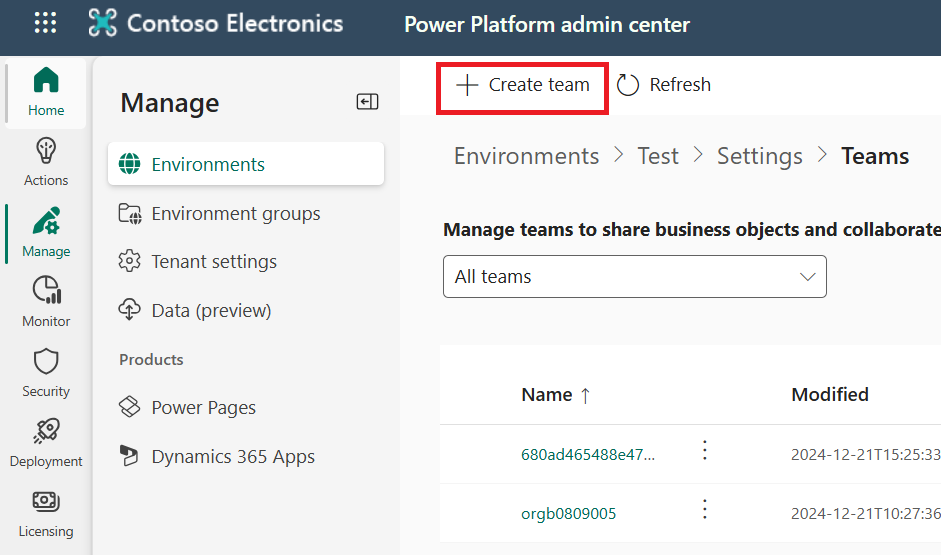 Contoso Electronics
Power Platform admin center
Home
Actions
Manage
Monitor
Security
Deployment
Licensing
Manage
Environments
Environment groups
Tenant settings
Data (preview)
Products
Power Pages
Dynamics 365 Apps
Create team
Refresh
Environments > Test > Settings > Teams
Manage teams to share business objects and collaborate
All teams
Name ↑ Modified
680ad465488e47... 2024-12-21T15:25:33
orgb0809005 2024-12-21T10:27:36